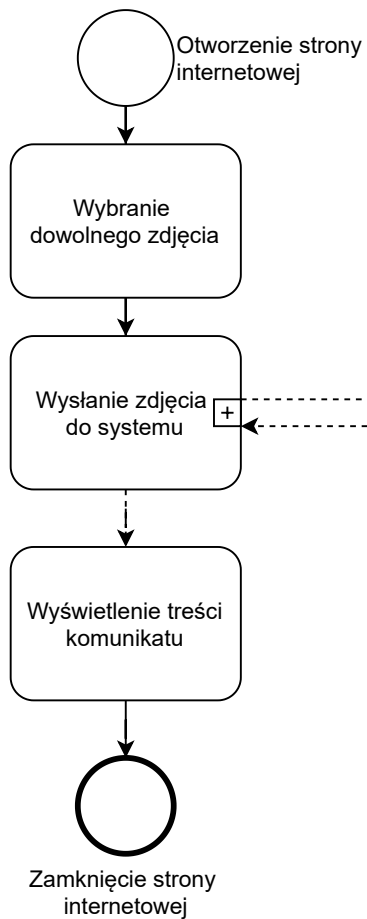 Otworzenie strony
internetowej
Wybranie
dowolnego zdjęcia
Wysłanie zdjęcia
do systemu
+
Wyświetlenie treści
komunikatu
Zamknięcie strony
internetowej